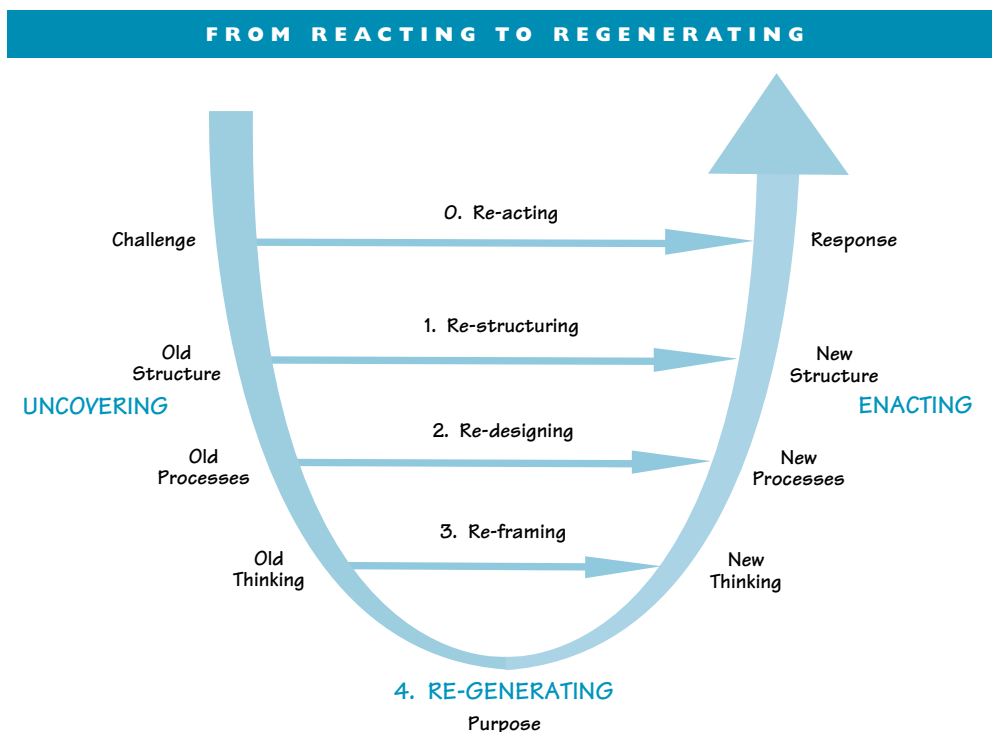 FROM REACTING TO REGENERATING
0. Re-acting
Challenge
Response
1. Re-structuring
Old
Structure
New
Structure
UNCOVERING
ENACTING
2. Re-designing
Old
Processes
New
Processes
3. Re-framing
Old
Thinking
New
Thinking
4. RE-GENERATING
Purpose